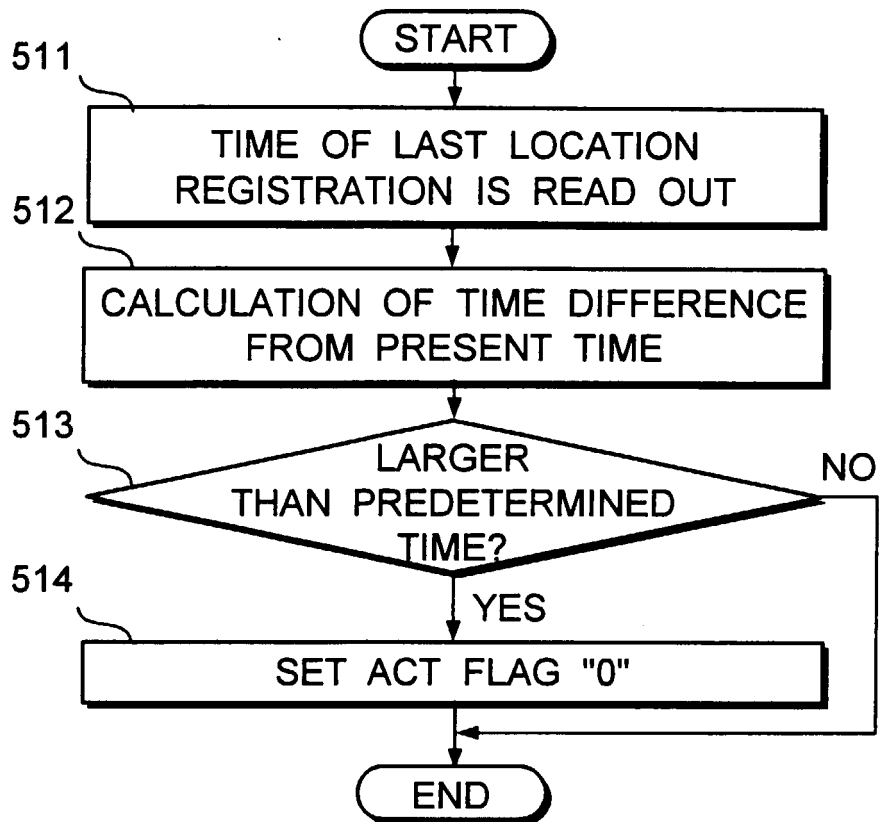 START
511
TIME OF LAST LOCATION
REGISTRATION IS READ OUT
512
CALCULATION OF TIME DIFFERENCE
FROM PRESENT TIME
513
LARGER
THAN PREDETERMINED
TIME?
NO
514
YES
SET ACT FLAG "0"
END